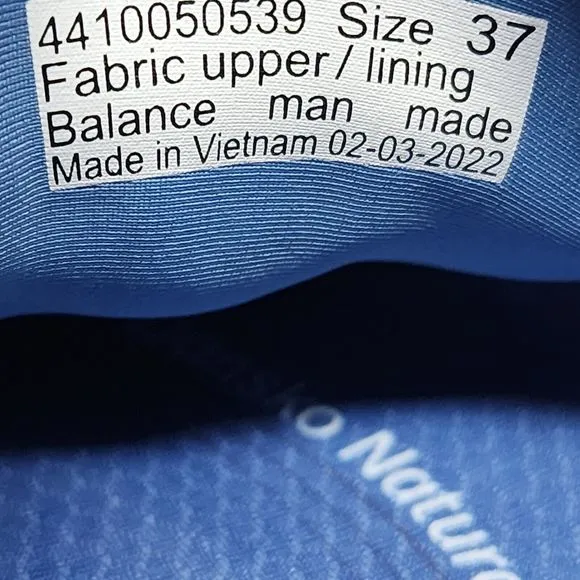 4410050539 Size 37
Fabric upper / lining
Balance man made
Made in Vietnam 02-03-2022
Natur